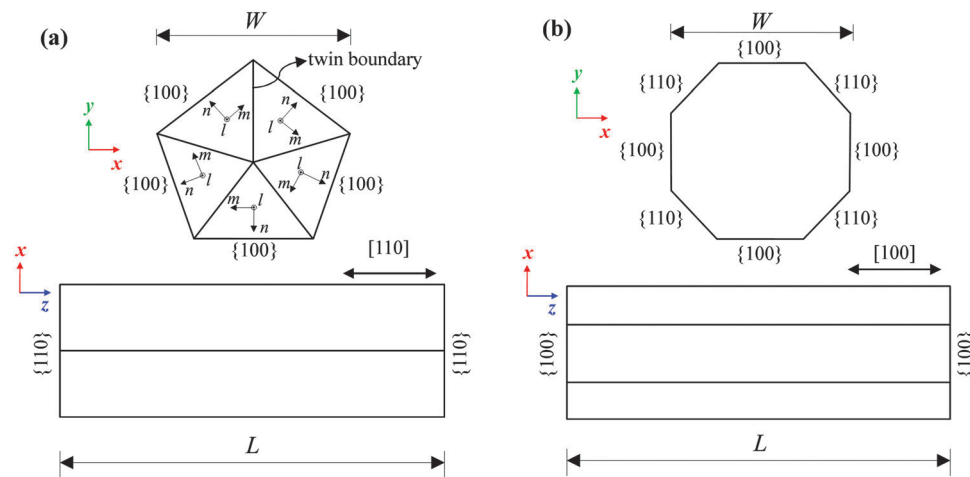 (a)
W
twin boundary
{100}
{100}
n
m
l
n
l
m
y
x
m
n
l
l
m
n
{100}
{100}
m
l
n
{100}
[110]
x
z
{110}
{110}
L
(b)
W
{100}
{110}
{110}
y
x
{100}
{100}
{110}
{110}
{100}
[100]
x
z
{100}
{100}
L